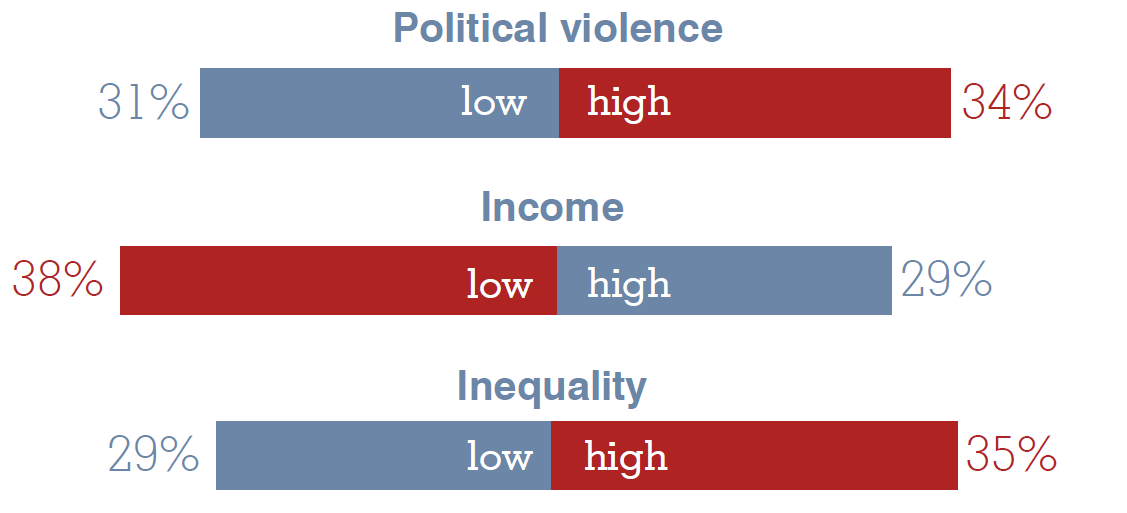 Political violence
31% low high 34%
Income
38% low high 29%
Inequality
29% low high 35%